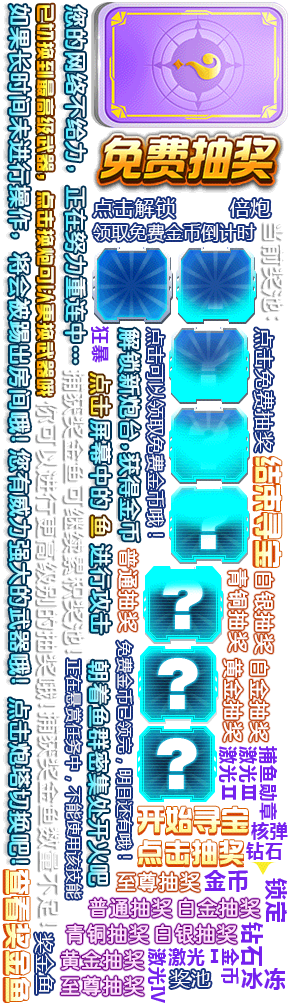 免费抽奖
点击解锁 倍炮
领取免费金币倒计时
如果长时间未进行操作，将会被踢出房间哦！
您有威力强大的武器哦！点击炮塔切换吧！
已切换到最高级武器，点击换炮可以更换武器哦
您的网络不给力，正在努力重连中...
你可以进行更高级别的抽奖哦！
捕获奖金鱼数量不足！
捕获奖金鱼可继续累积奖池！
查看奖金鱼
奖金鱼
狂暴
点击屏幕中的鱼进行攻击
朝着鱼群密集处开火吧
正在悬赏任务中，不能使用该技能
解锁新炮台，获得金币
点击可以领取免费金币哦！
普通抽奖
免费金币已领完，明日还有哦！
当前奖池：
点击免费抽奖
结束寻宝
白银抽奖
青铜抽奖
白金抽奖
黄金抽奖
捕鱼勋章
激光III
激光II
?
?
?
?
开始寻宝
核弹
点击抽奖
钻石
至尊抽奖
金币
锁定
普通抽奖
白金抽奖
青铜抽奖
白银抽奖
钻石
冰冻
黄金抽奖
激光I
金币
至尊抽奖
激光IV
奖池